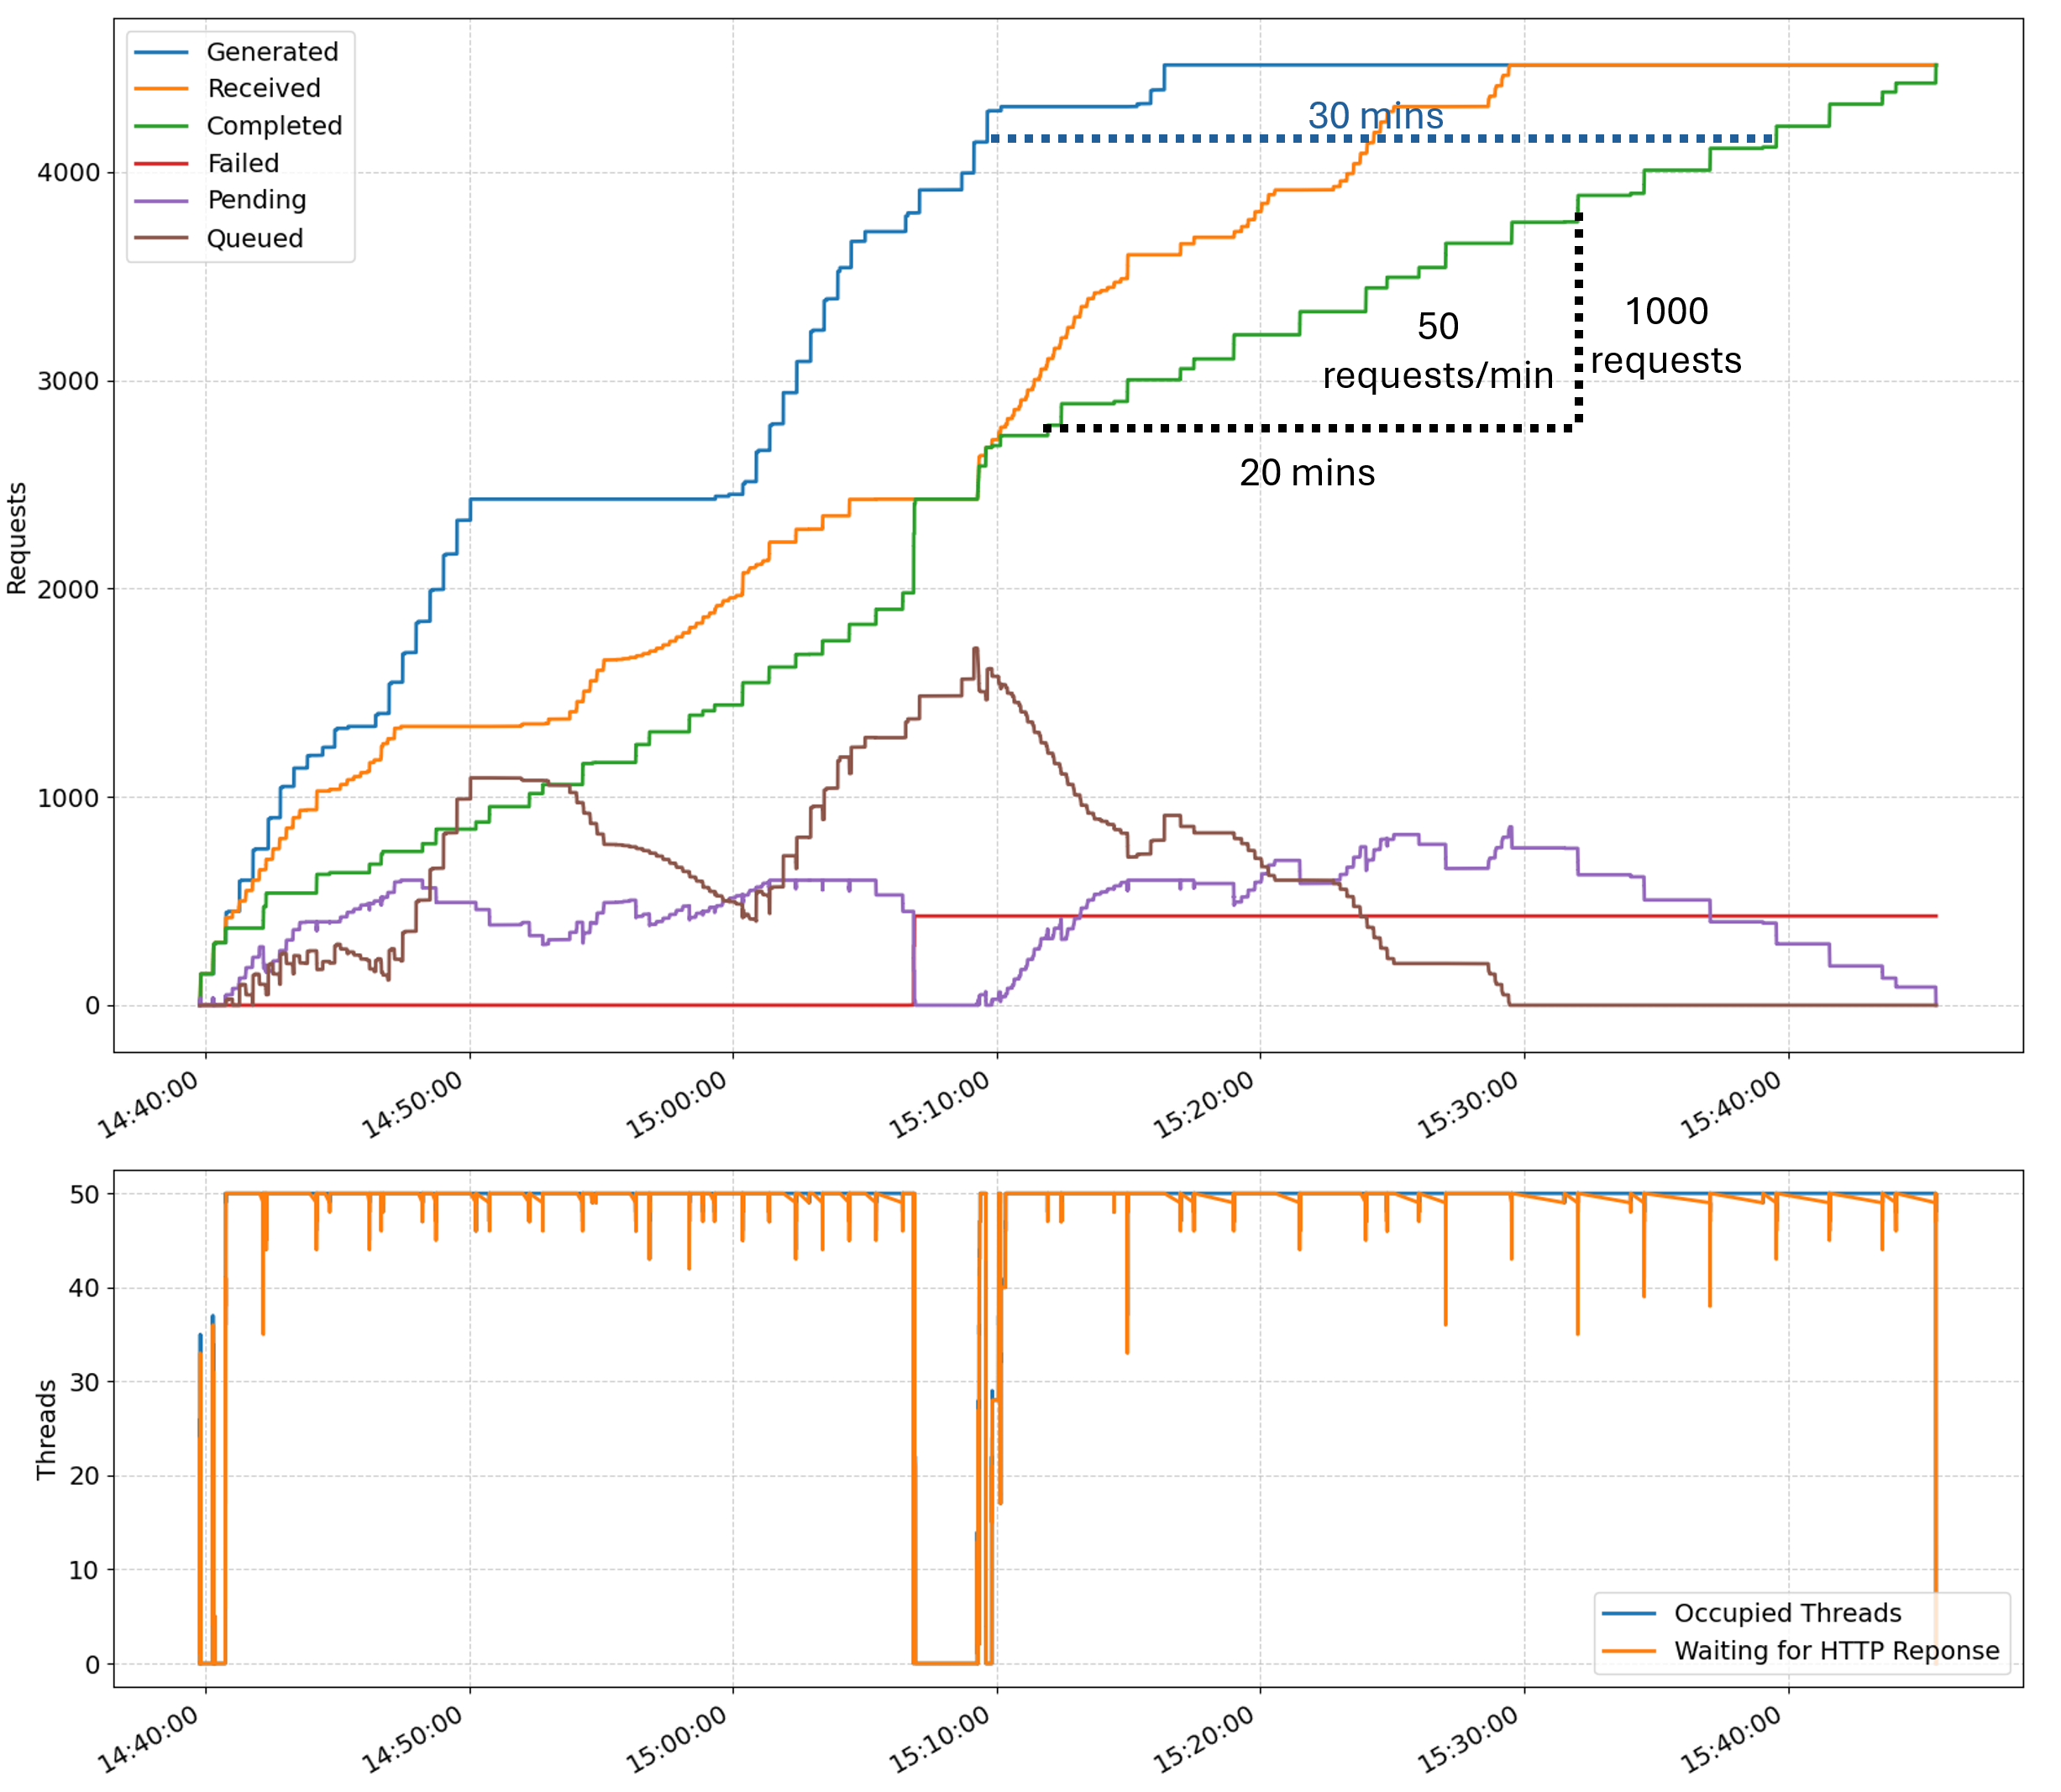 Generated
Received
Completed
Failed
Pending
Queued
30 mins
50
requests/min
1000
requests
20 mins
Requests
4000
3000
2000
1000
0
14:40:00
14:50:00
15:00:00
15:10:00
15:20:00
15:30:00
15:40:00
Threads
50
40
30
20
10
0
Occupied Threads
Waiting for HTTP Reponse
14:40:00
14:50:00
15:00:00
15:10:00
15:20:00
15:30:00
15:40:00